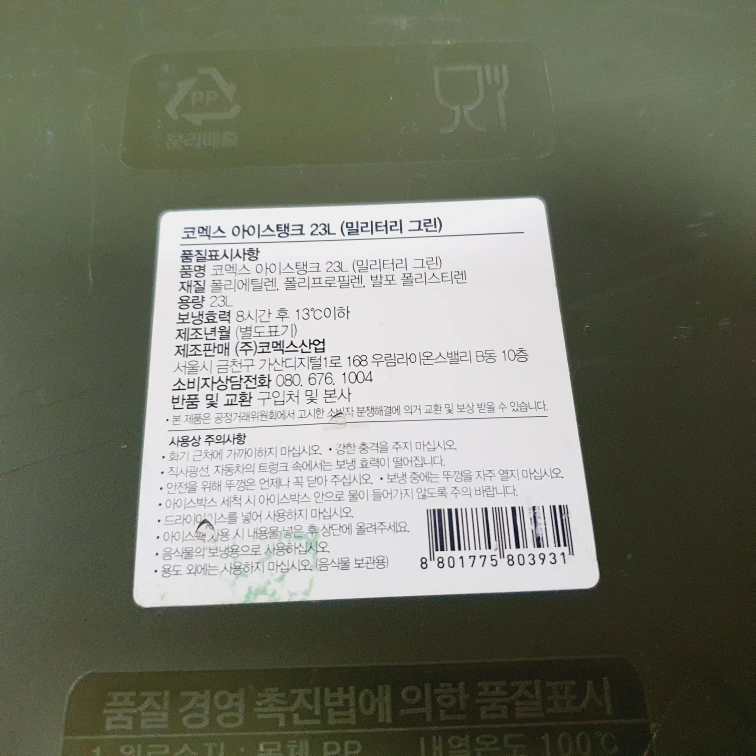 PP
코멕스 아이스탱크 23L (밀리터리 그린)
품질표시사항
품명 코멕스 아이스탱크 23L (밀리터리 그린)
재질 폴리에틸렌, 폴리프로필렌, 발포 폴리스티렌
용량 23L
보냉효력 8시간 후 13℃이하
제조년월 (별도표기)
제조판매 (주)코멕스산업
서울시 금천구 가산디지털1로 168 우림라이온스밸리 B동 10층
소비자상담전화 080. 676. 1004
반품 및 교환 구입처 및 본사
• 본 제품은 공정거래위원회에서 고시한 소비자 분쟁해결에 의거 교환 및 보상 받을 수 있습니다.
사용상 주의사항
• 화기 근처에 가까이하지 마십시오. • 강한 충격을 주지 마십시오.
• 직사광선, 자동차의 트렁크 속에서는 보냉 효력이 떨어집니다.
• 안전을 위해 뚜껑은 언제나 꼭 닫아 주십시오. • 보냉 중에는 뚜껑을 자주 열지 마십시오.
• 아이스박스 세척 시 아이스박스 안으로 물이 들어가지 않도록 주의 바랍니다.
• 드라이아이스를 넣어 사용하지 마십시오.
• 아이스팩 사용 시 내용물 넣은 후 상단에 올려주세요.
• 음식물의 보냉용으로 사용하십시오.
• 용도 외에는 사용하지 마십시오. (음식물 보관용)
8 801775 803931
품질 경영 촉진법에 의한 품질표시
1. 원료수지 : 몸체 PP 내열온도 100℃